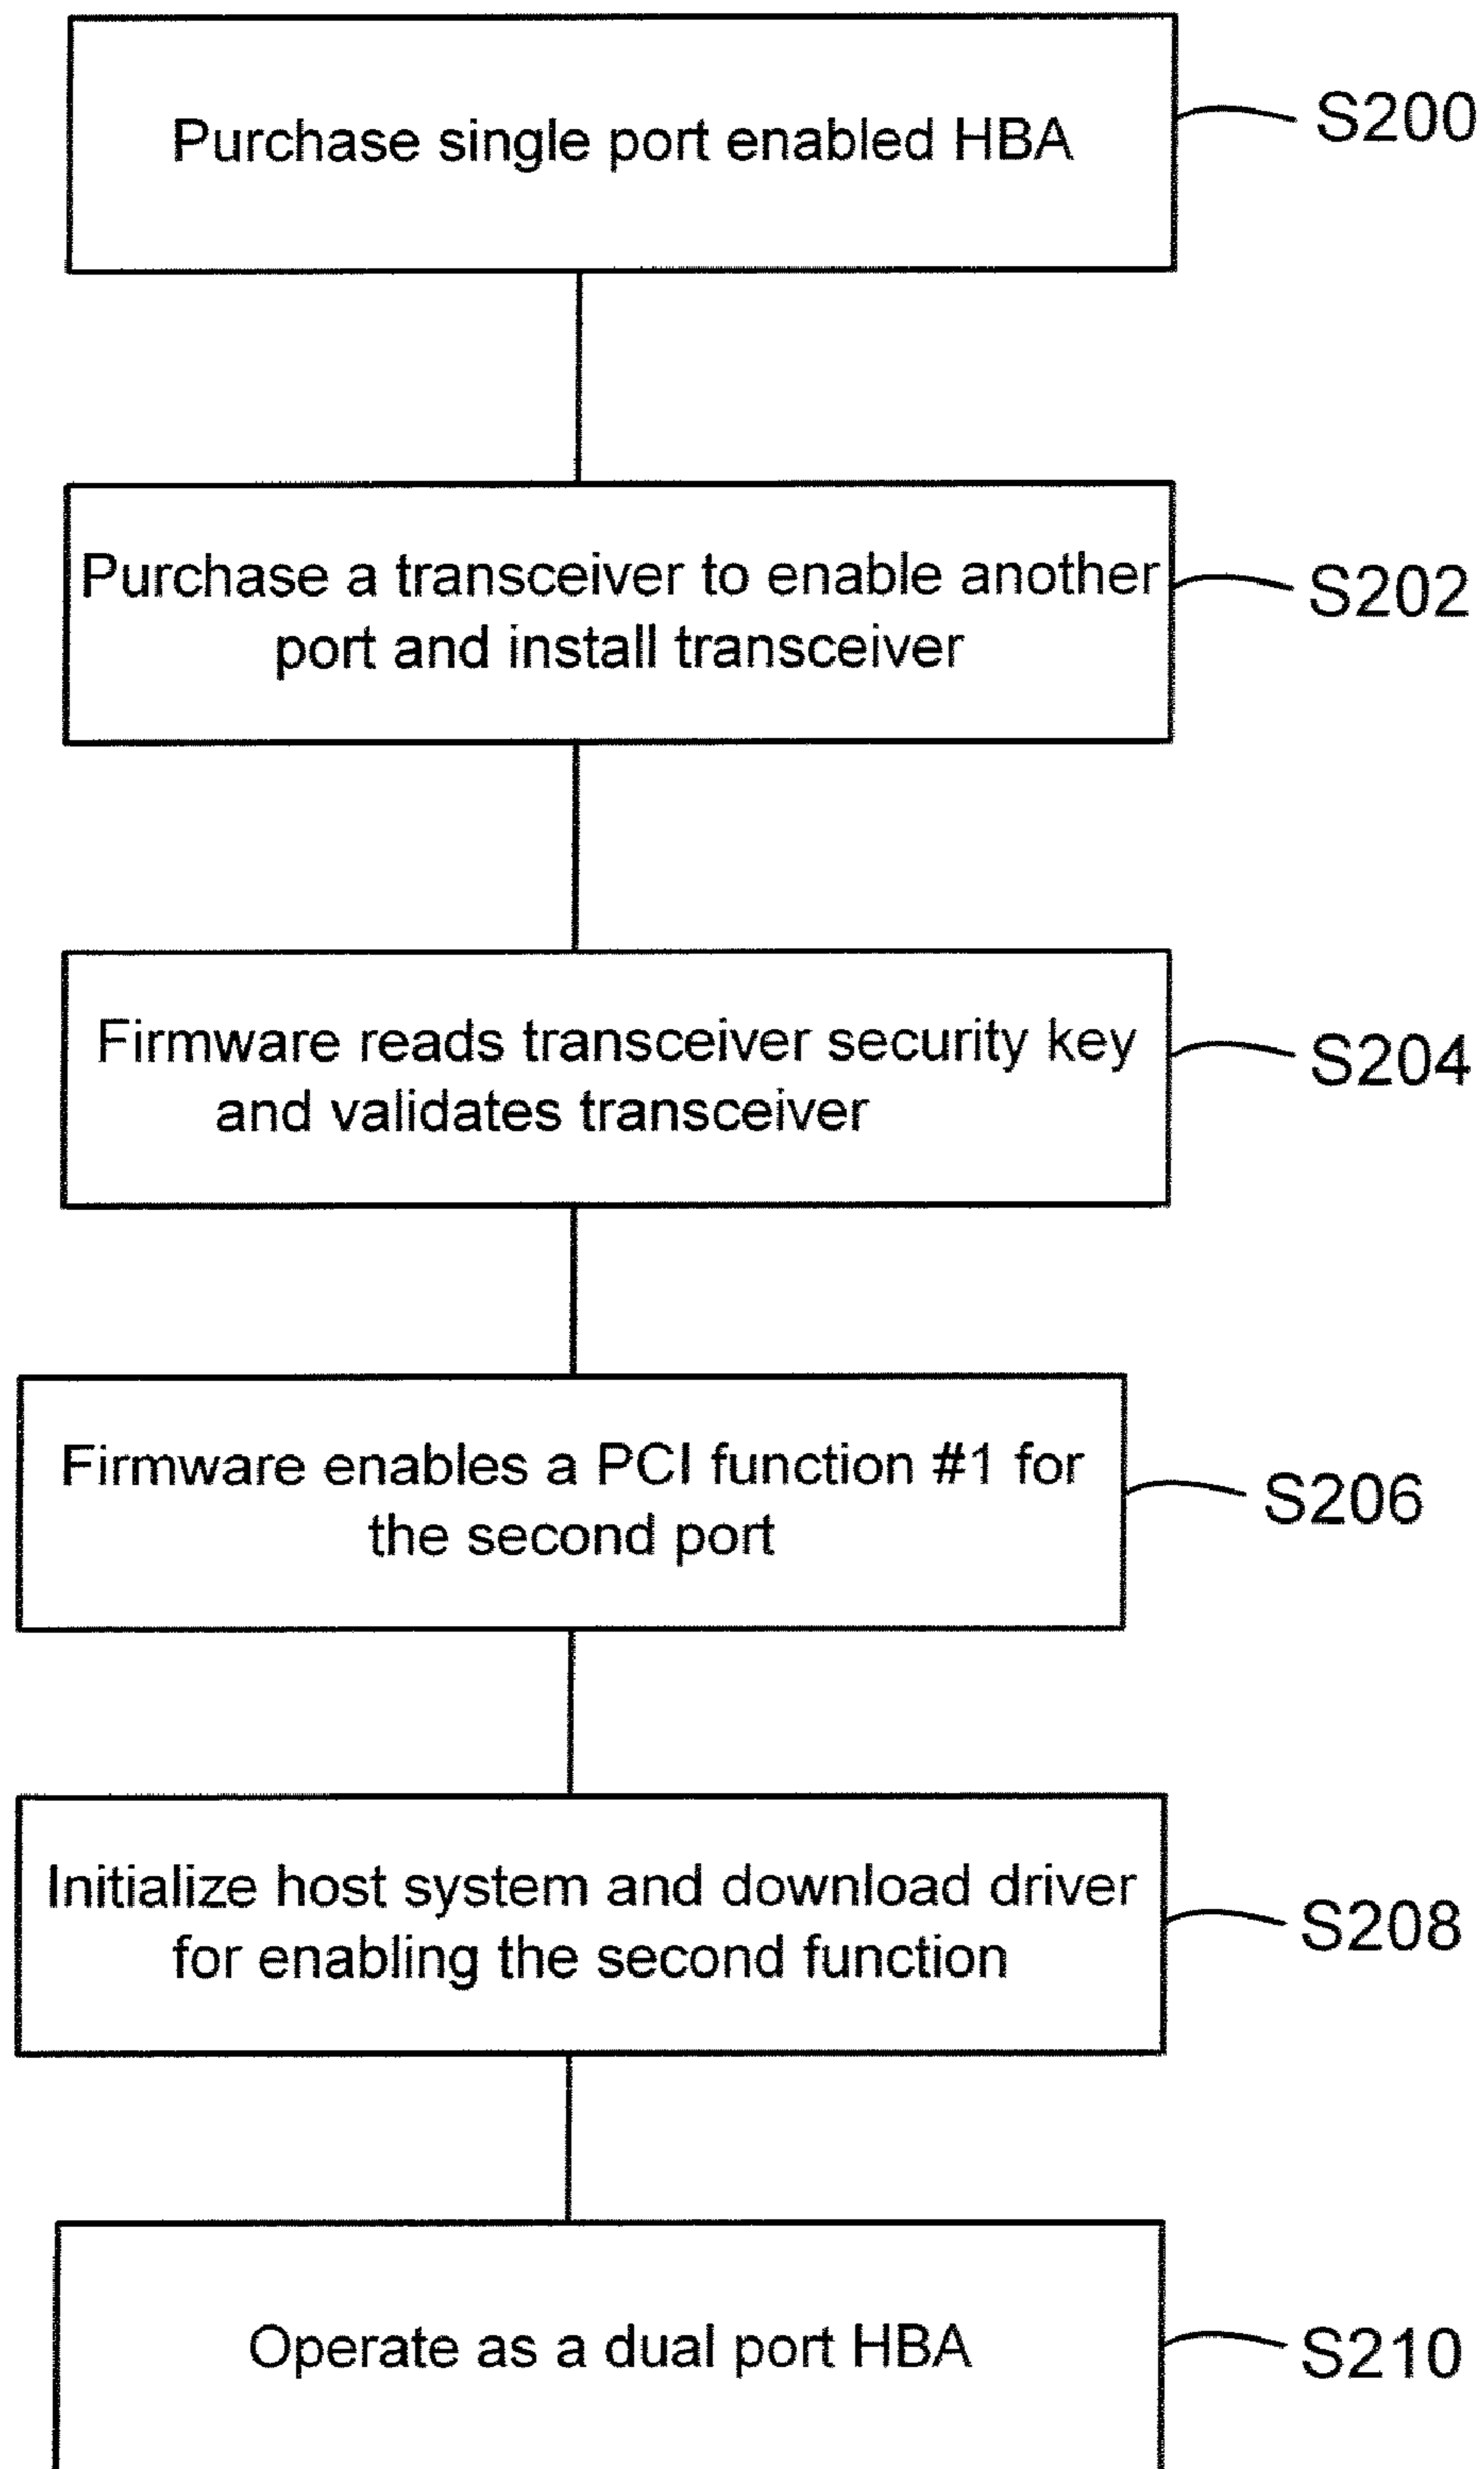 Purchase single port enabled HBA
S200
Purchase a transceiver to enable another
port and install transceiver
S202
Firmware reads transceiver security key
and validates transceiver
S204
Firmware enables a PCI function #1 for
the second port
S206
Initialize host system and download driver
for enabling the second function
S208
Operate as a dual port HBA
S210